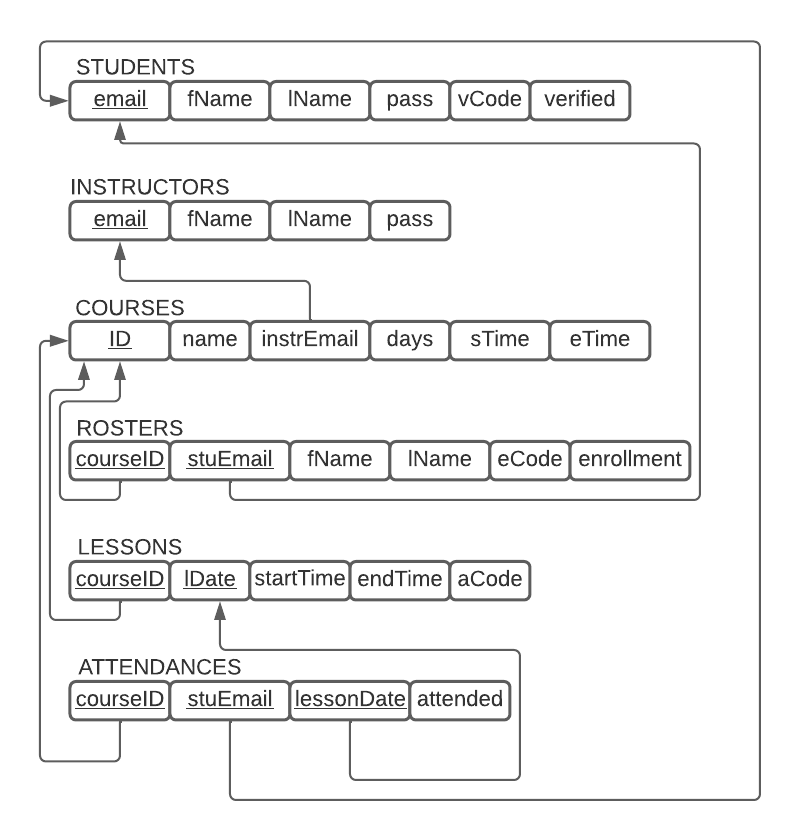 STUDENTS
email fName lName pass vCode verified
INSTRUCTORS
email fName lName pass
COURSES
ID name instrEmail days sTime eTime
ROSTERS
courseID stuEmail fName lName eCode enrollment
LESSONS
courseID lDate startTime endTime aCode
ATTENDANCES
courseID stuEmail lessonDate attended